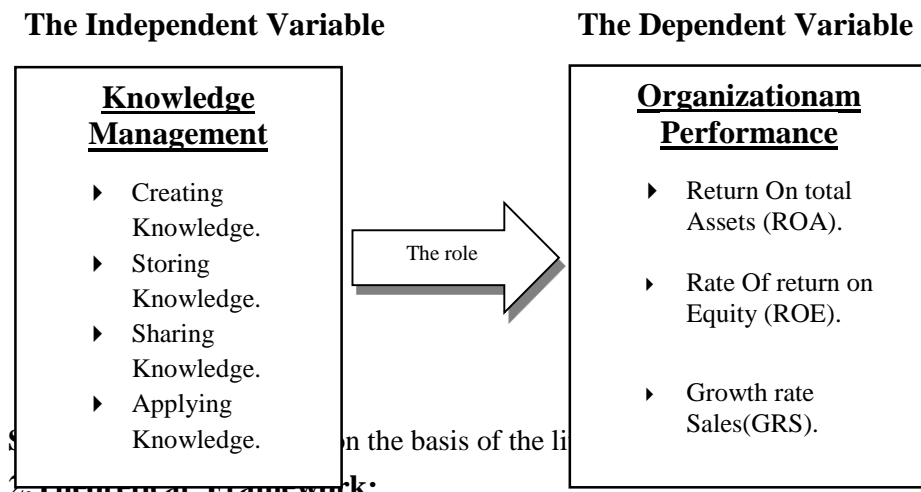 The Independent Variable
The Dependent Variable
Knowledge
Management
Creating
Knowledge.
Storing
Knowledge.
Sharing
Knowledge.
Applying
Knowledge.
The role
Organizationam
Performance
Return On total
Assets (ROA).
Rate Of return on
Equity (ROE).
Growth rate
Sales(GRS).
on the basis of the
Framework: